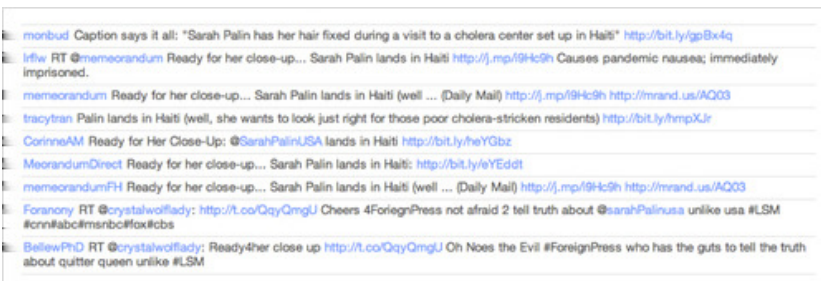 monbud Caption says it all: "Sarah Palin has her hair fixed during a visit to a cholera center set up in Haiti" http://bit.ly/gpBx4q
lrflw RT @memeorandum Ready for her close-up... Sarah Palin lands in Haiti http://j.mp/i9Hc9h Causes pandemic nausea; immediately
imprisoned.
memeorandum Ready for her close-up... Sarah Palin lands in Haiti (well ... (Daily Mail) http://j.mp/i9Hc9h http://mrand.us/AQ03
tracytran Palin lands in Haiti (well, she wants to look just right for those poor cholera-stricken residents) http://bit.ly/hmpXJr
CorinneAM Ready for Her Close-Up: @SarahPalinUSA lands in Haiti http://bit.ly/heYGbz
MeorandumDirect Ready for her close-up... Sarah Palin lands in Haiti: http://bit.ly/eYEddt
memeorandumFH Ready for her close-up... Sarah Palin lands in Haiti (well ... (Daily Mail) http://j.mp/i9Hc9h http://mrand.us/AQ03
Foranony RT @crystalwolflady: http://t.co/QqyQmgU Cheers 4ForiegnPress not afraid 2 tell truth about @sarahPalinusa unlike usa #LSM
#cnn#abc#msnbc#fox#cbs
BellewPhD RT @crystalwolflady: Ready4her close up http://t.co/QqyQmgU Oh Noes the Evil #ForeignPress who has the guts to tell the truth
about quitter queen unlike #LSM